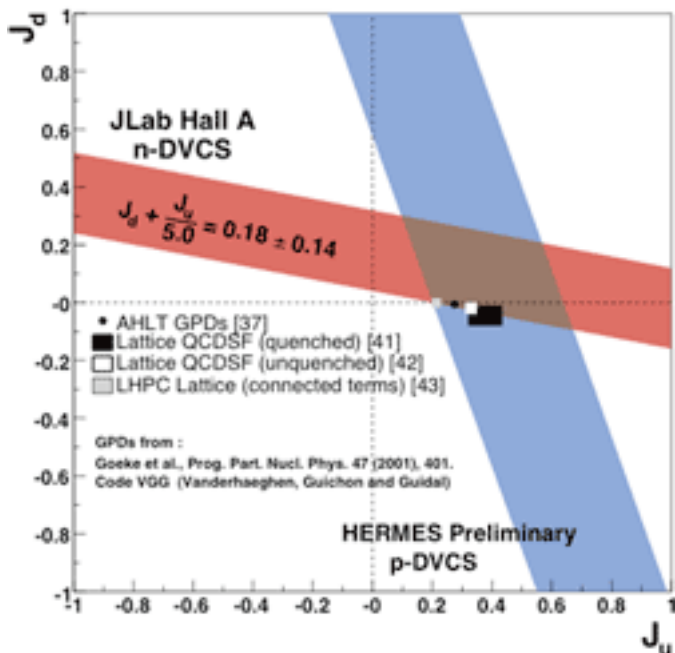 J_d
1
0.8
0.6
0.4
0.2
-0
-0.2
-0.4
-0.6
-0.8
-1
JLab Hall A
n-DVCS
J_d + J_u/5.0 = 0.18 ± 0.14
AHLT GPDs [37]
Lattice QCDSF (quenched) [41]
Lattice QCDSF (unquenched) [42]
LHPC Lattice (connected terms) [43]
GPDs from :
Goeke et al., Prog. Part. Nucl. Phys. 47 (2001), 401.
Code VGG (Vanderhaeghen, Guichon and Guidal)
HERMES Preliminary
p-DVCS
-1 -0.8 -0.6 -0.4 -0.2 -0 0.2 0.4 0.6 0.8 1
J_u